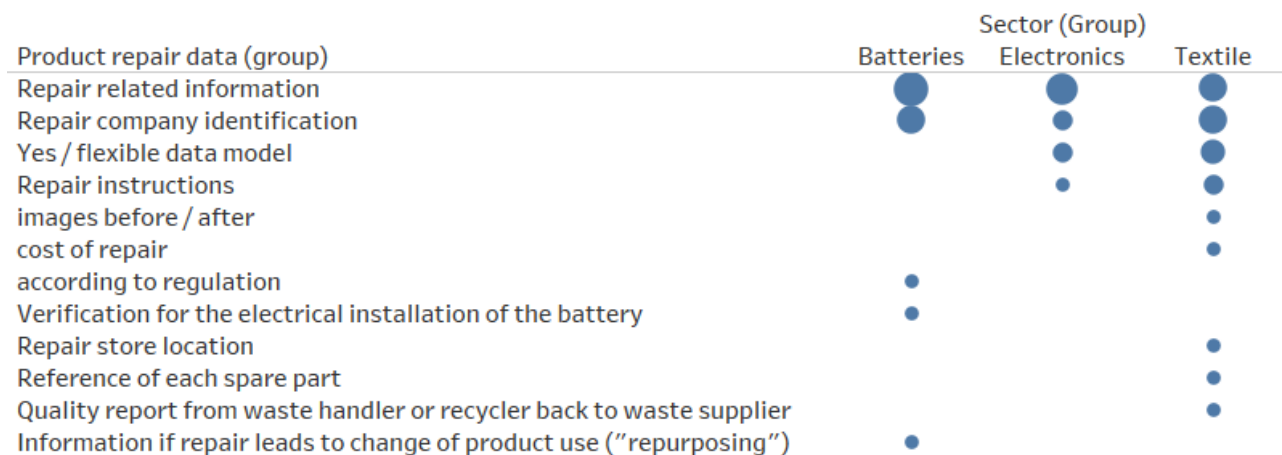 Sector (Group)
Product repair data (group) Batteries Electronics Textile
Repair related information
Repair company identification
Yes / flexible data model
Repair instructions
images before / after
cost of repair
according to regulation
Verification for the electrical installation of the battery
Repair store location
Reference of each spare part
Quality report from waste handler or recycler back to waste supplier
Information if repair leads to change of product use (”repurposing”)